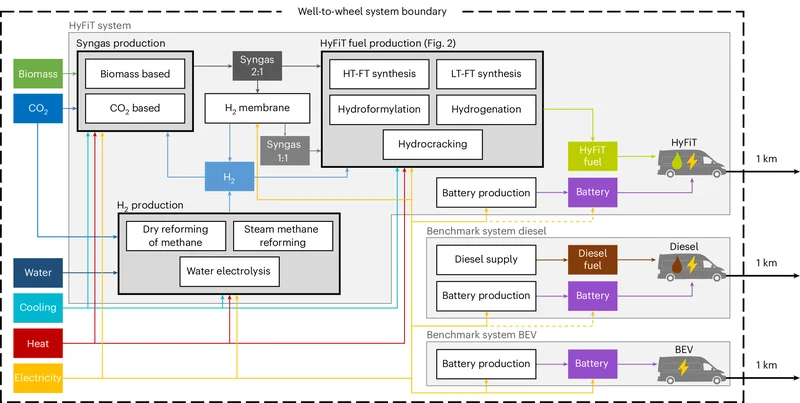 Well-to-wheel system boundary
HyFiT system
Syngas production
Biomass based
CO₂ based
Syngas
2:1
H₂ membrane
Syngas
1:1
H₂
HyFiT fuel production (Fig. 2)
HT-FT synthesis
LT-FT synthesis
Hydroformylation
Hydrogenation
Hydrocracking
HyFiT
fuel
HyFiT
1 km
Battery production
Battery
H₂ production
Dry reforming
of methane
Steam methane
reforming
Water electrolysis
Biomass
CO₂
Water
Cooling
Heat
Electricity
Benchmark system diesel
Diesel supply
Diesel
fuel
Diesel
1 km
Battery production
Battery
Benchmark system BEV
Battery production
Battery
BEV
1 km